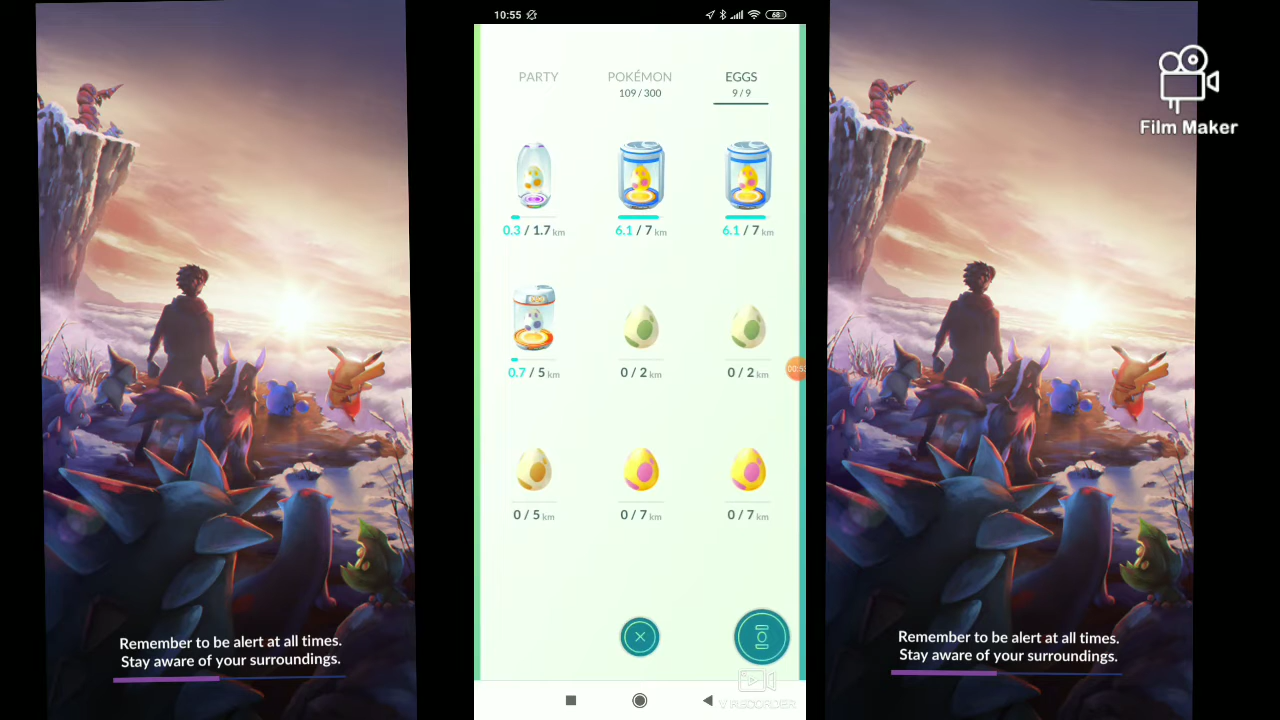 10:55
68
PARTY
POKÉMON
109 / 300
EGGS
9 / 9
0.3 / 1.7 km
6.1 / 7 km
6.1 / 7 km
0.7 / 5 km
0 / 2 km
0 / 2 km
0 / 5 km
0 / 7 km
0 / 7 km
Remember to be alert at all times.
Stay aware of your surroundings.
Remember to be alert at all times.
Stay aware of your surroundings.
Film Maker
V RECORDER